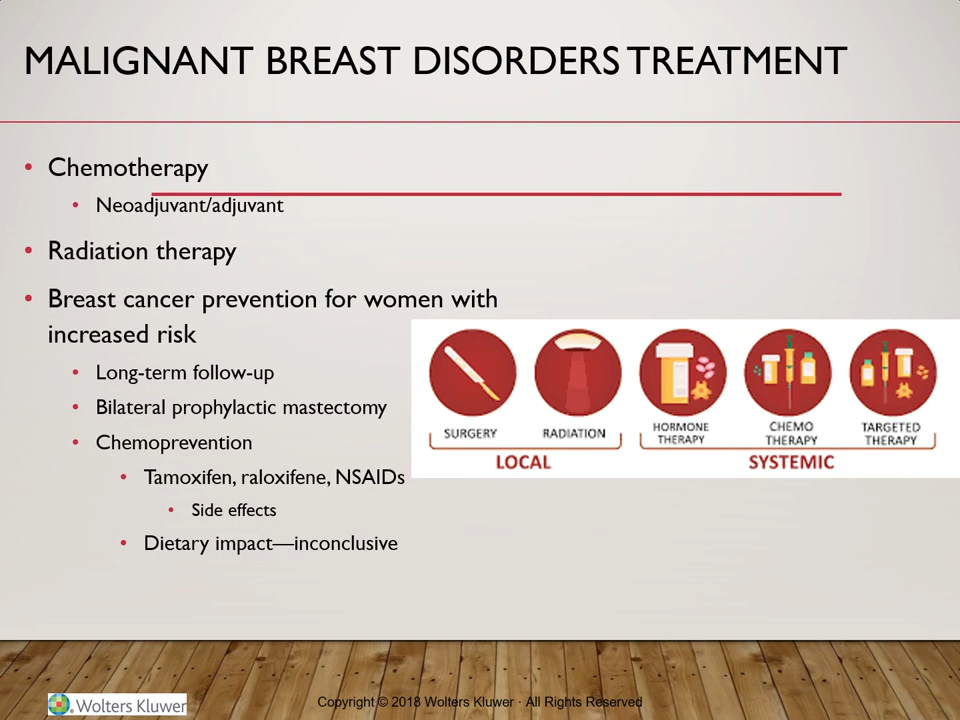 MALIGNANT BREAST DISORDERS TREATMENT
• Chemotherapy
• Neoadjuvant/adjuvant
• Radiation therapy
• Breast cancer prevention for women with
increased risk
• Long-term follow-up
• Bilateral prophylactic mastectomy
• Chemoprevention
• Tamoxifen, raloxifene, NSAIDs
• Side effects
• Dietary impact—inconclusive
SURGERY
RADIATION
HORMONE
THERAPY
CHEMO
THERAPY
TARGETED
THERAPY
LOCAL
SYSTEMIC
Wolters Kluwer
Copyright © 2018 Wolters Kluwer · All Rights Reserved